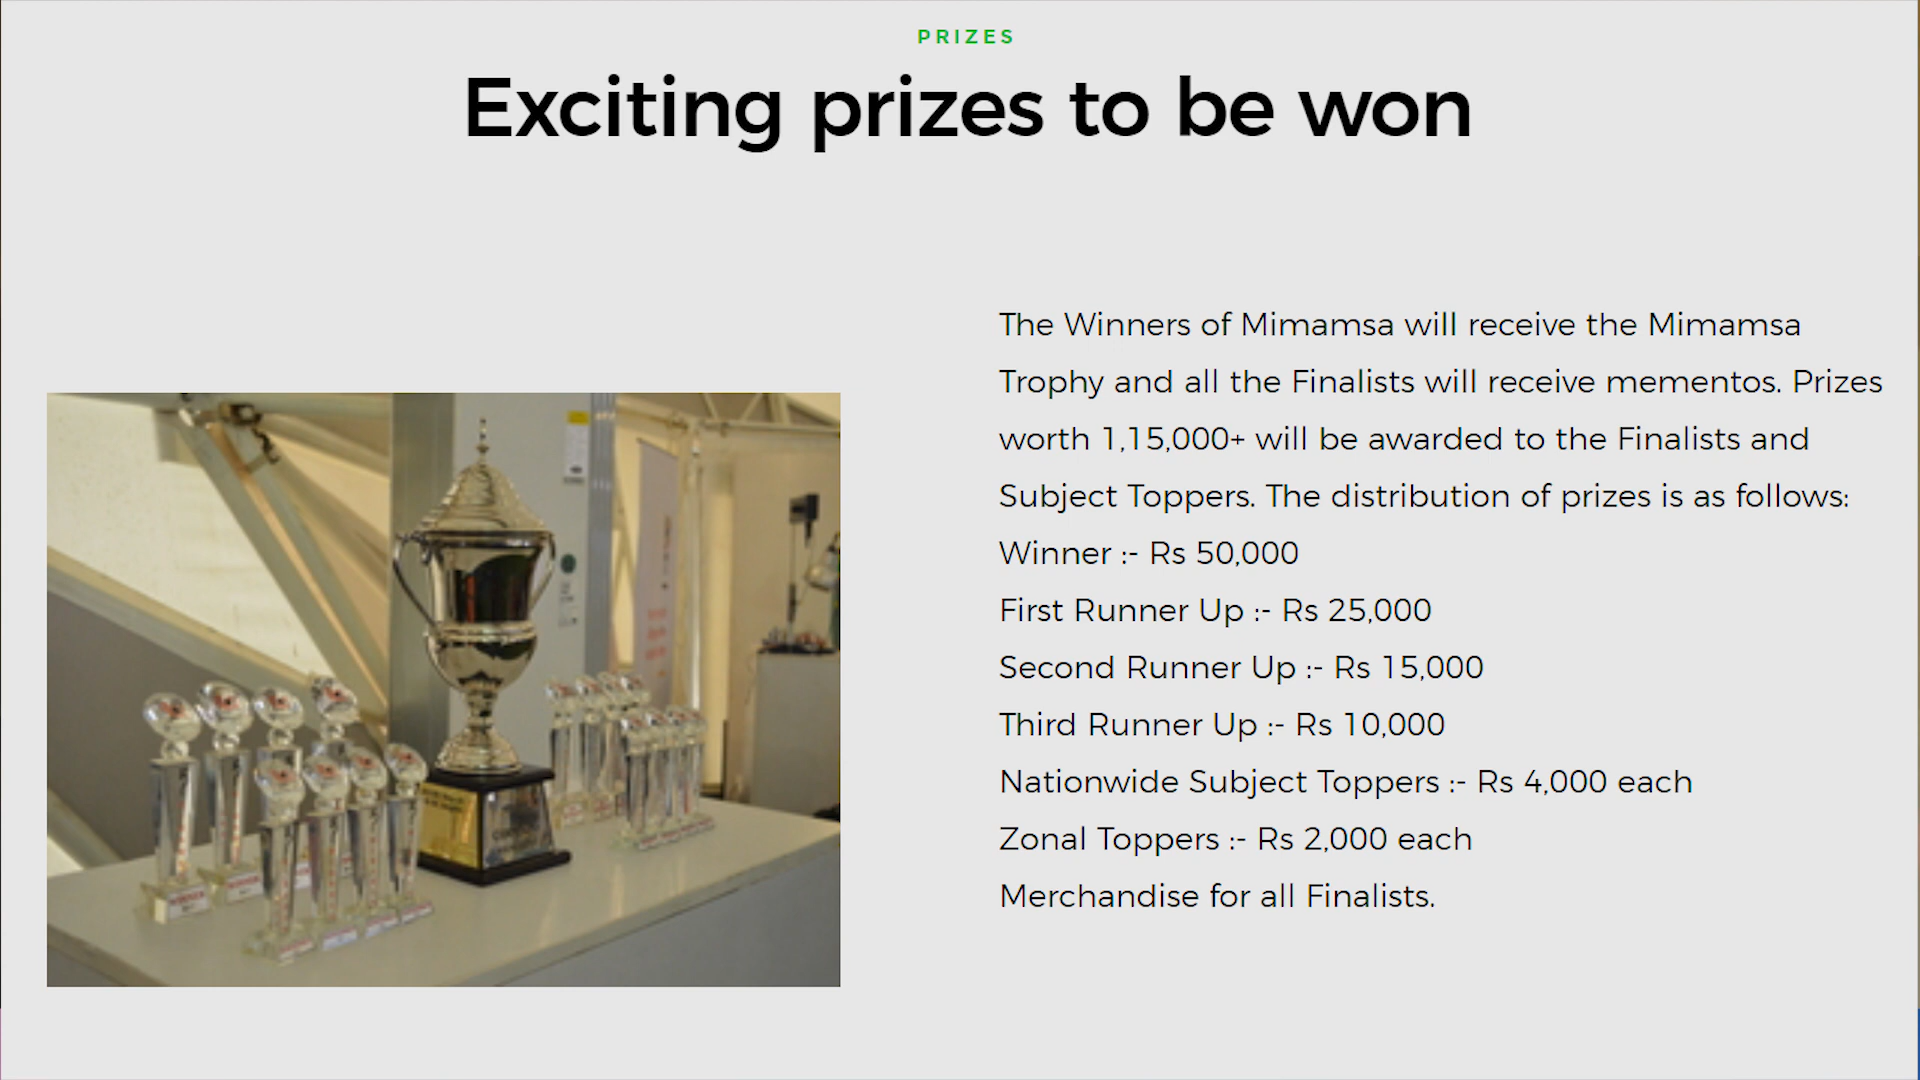 PRIZES
Exciting prizes to be won
The Winners of Mimamsa will receive the Mimamsa
Trophy and all the Finalists will receive mementos. Prizes
worth 1,15,000+ will be awarded to the Finalists and
Subject Toppers. The distribution of prizes is as follows:
Winner :- Rs 50,000
First Runner Up :- Rs 25,000
Second Runner Up :- Rs 15,000
Third Runner Up :- Rs 10,000
Nationwide Subject Toppers :- Rs 4,000 each
Zonal Toppers :- Rs 2,000 each
Merchandise for all Finalists.